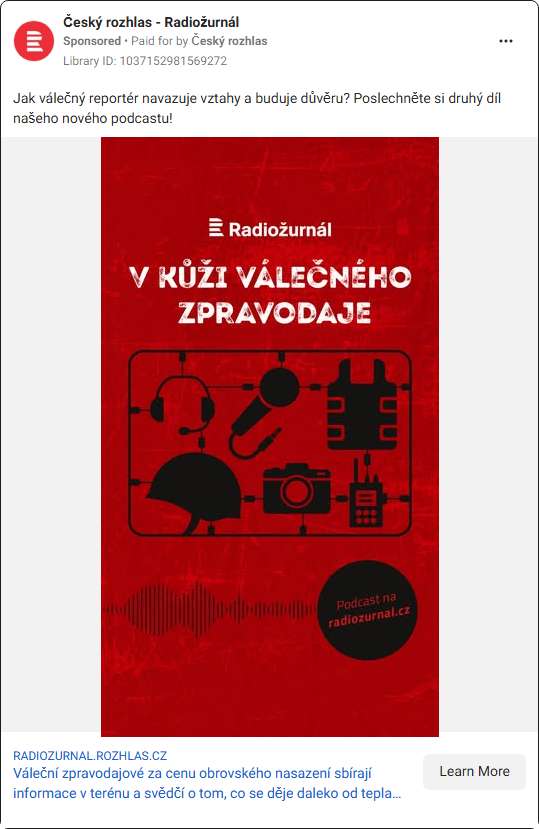 Český rozhlas - Radiožurnál
Sponsored • Paid for by Český rozhlas
Library ID: 1037152981569272
Jak válečný reportér navazuje vztahy a buduje důvěru? Poslechněte si druhý díl
našeho nového podcastu!
Radiožurnál
V KŮŽI VÁLEČNÉHO
ZPRAVODAJE
Podcast na
radiozurnal.cz
RADIOZURNAL.ROZHLAS.CZ
Váleční zpravodajové za cenu obrovského nasazení sbírají
informace v terénu a svědčí o tom, co se děje daleko od tepla...
Learn More